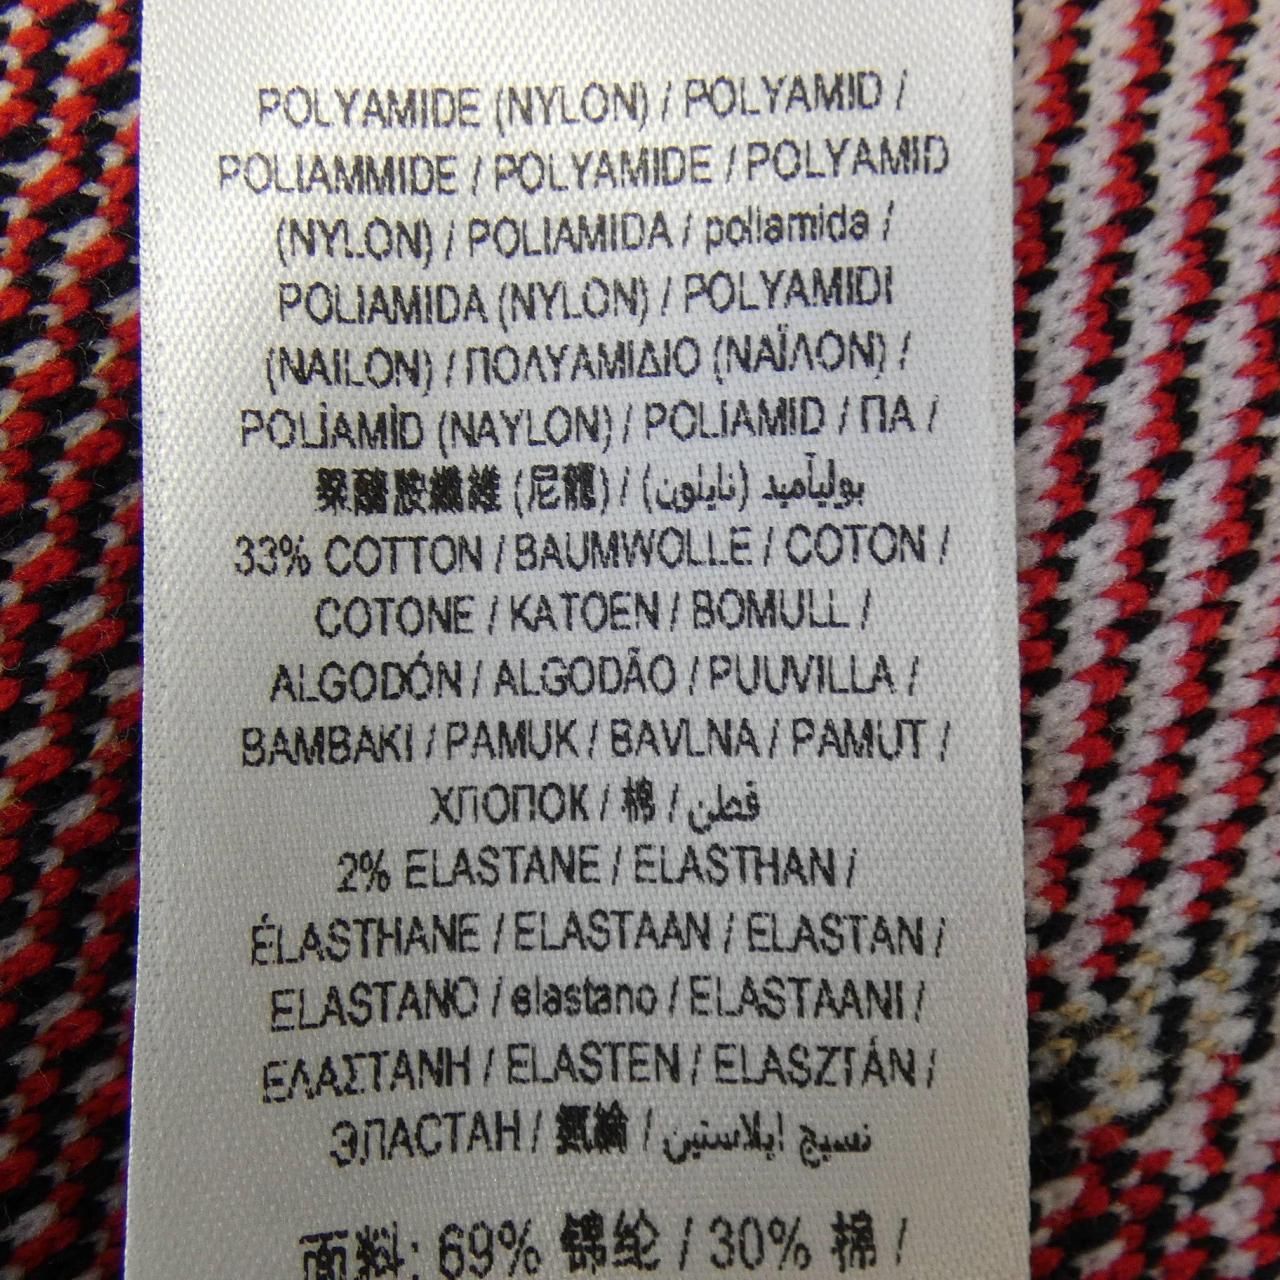 POLYAMIDE (NYLON) / POLYAMID /
POLIAMMIDE / POLYAMIDE / POLYAMID
(NYLON) / POLIAMIDA / poliamida /
POLIAMIDA (NYLON) / POLYAMIDI
(NAILON) / ΠΟΛΥΑΜΙΔΙΟ (ΝΑΪΛΟΝ) /
POLİAMİD (NAYLON) / POLIAMID / ПА /
聚醯胺纖維 (尼龍) / بوليآميد (نايلون)
33% COTTON / BAUMWOLLE / COTON /
COTONE / KATOEN / BOMULL /
ALGODÓN / ALGODÃO / PUUVILLA /
BAMBAKI / PAMUK / BAVLNA / PAMUT /
ХЛОПОК / 棉 / قطن
2% ELASTANE / ELASTHAN /
ÉLASTHANE / ELASTAAN / ELASTAN /
ELASTANO / elastano / ELASTAANI /
ΕΛΑΣΤΑΝΗ / ELASTEN / ELASZTÁN /
ЭЛАСТАН / 氨綸 / نسيج ايلاستين
面料: 69% 锦纶 / 30% 棉 /